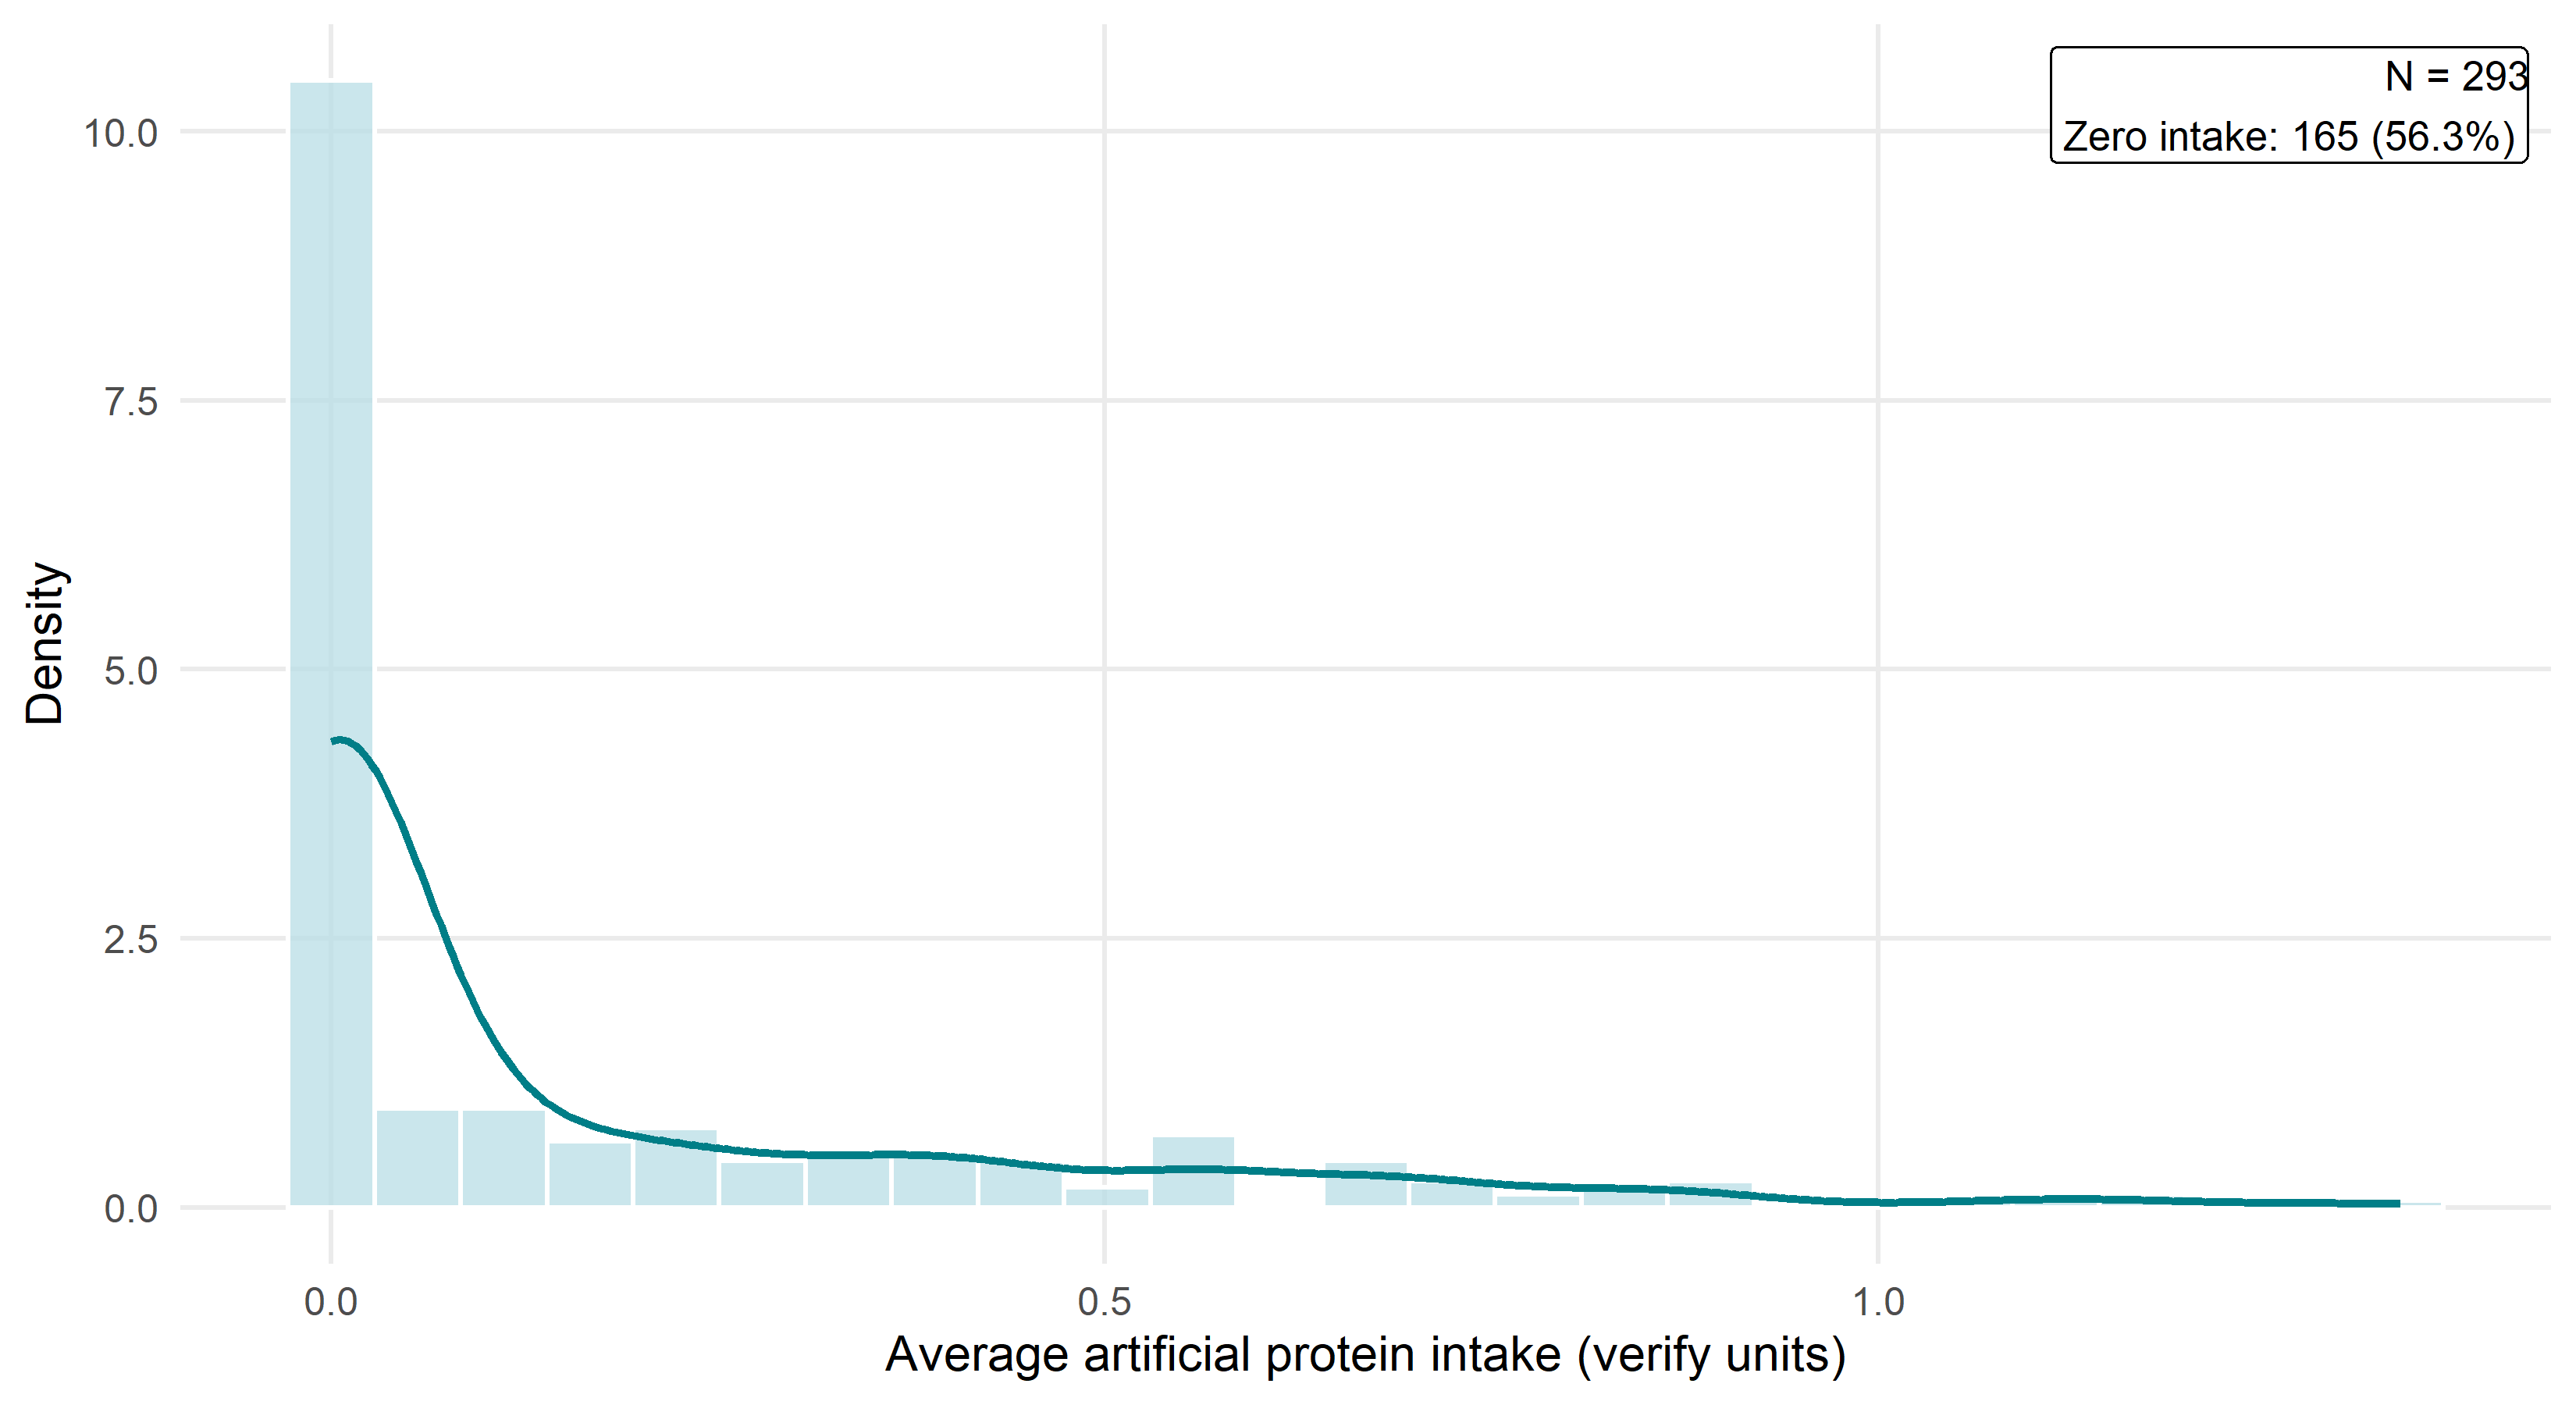 N = 293
Zero intake: 165 (56.3%)
Density
10.0
7.5
5.0
2.5
0.0
0.0 0.5 1.0
Average artificial protein intake (verify units)